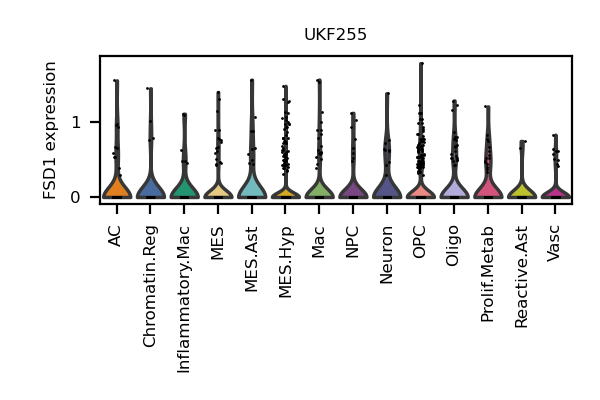 UKF255
FSD1 expression
1
0
AC
Chromatin.Reg
Inflammatory.Mac
MES
MES.Ast
MES.Hyp
Mac
NPC
Neuron
OPC
Oligo
Prolif.Metab
Reactive.Ast
Vasc